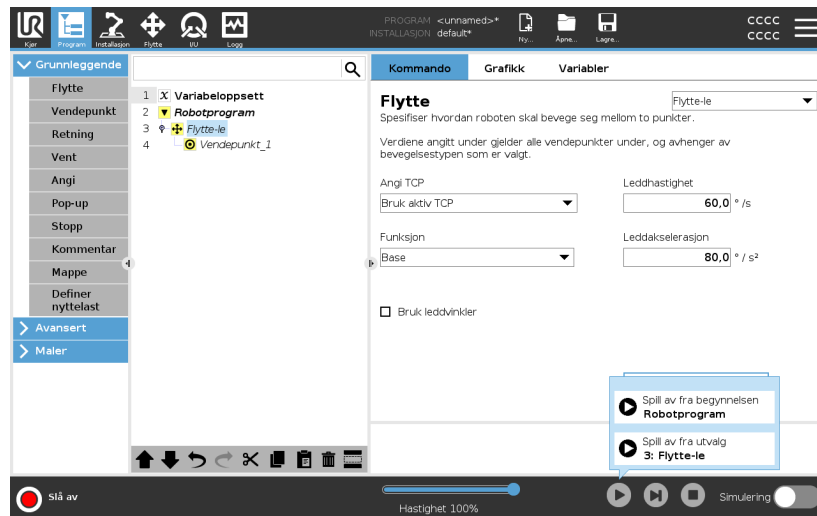 UR
Kjør
Program
Installasjon
Flytte
I/U
Logg
PROGRAM <unnamed>*
INSTALLASJON default*
Ny...
Åpne...
Lagre...
cccc
cccc
Grunnleggende
Flytte
Vendepunkt
Retning
Vent
Angi
Pop-up
Stopp
Kommentar
Mappe
Definer
nyttelast
Avansert
Maler
1 X Variabeloppsett
2 Robotprogram
3 Flytte-le
4 Vendepunkt_1
Kommando
Grafikk
Variabler
Flytte
Flytte-le
Spesifiser hvordan roboten skal bevege seg mellom to punkter.
Verdiene angitt under gjelder alle vendepunkter under, og avhenger av
bevegelsestypen som er valgt.
Angi TCP
Bruk aktiv TCP
Leddhastighet
60,0 ° /s
Funksjon
Base
Leddakselerasjon
80,0 ° / s²
Bruk leddvinkler
Spill av fra begynnelsen
Robotprogram
Spill av fra utvalg
3: Flytte-le
Slå av
Hastighet 100%
Simulering